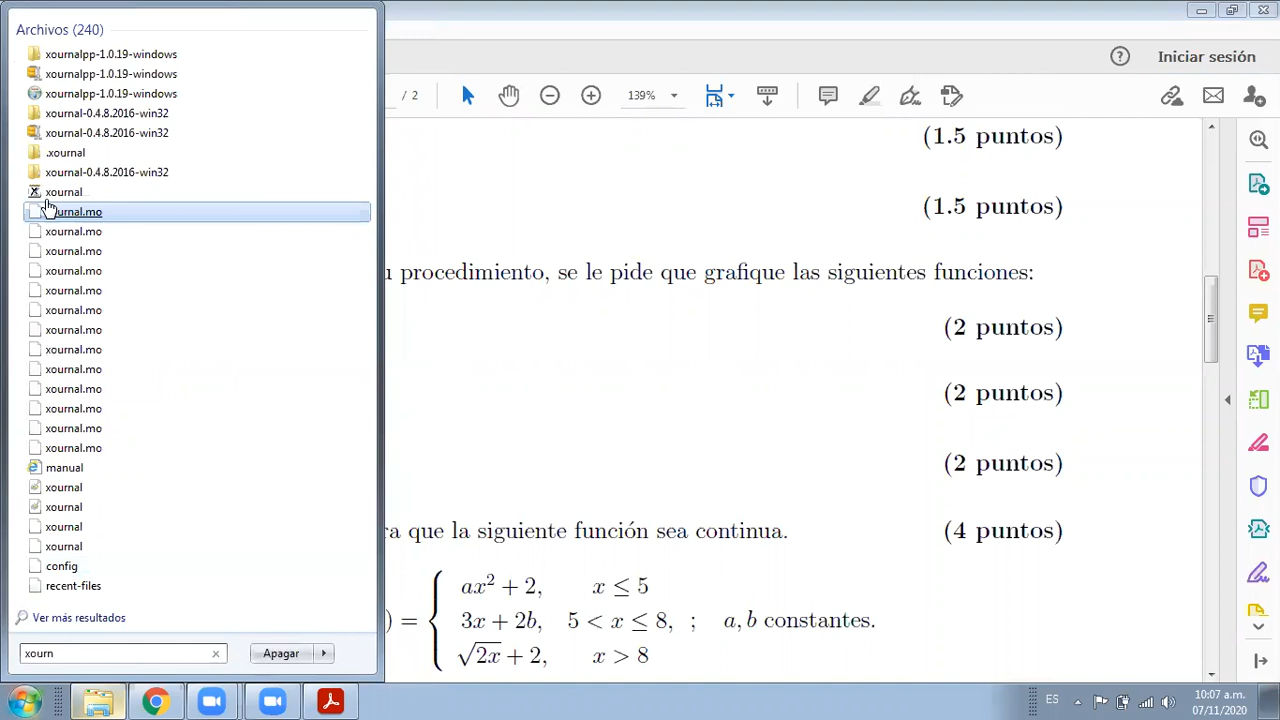 Archivos (240)
xournalpp-1.0.19-windows
xournalpp-1.0.19-windows
xournalpp-1.0.19-windows
xournal-0.4.8.2016-win32
xournal-0.4.8.2016-win32
.xournal
xournal-0.4.8.2016-win32
xournal
xournal.mo
xournal.mo
xournal.mo
xournal.mo
xournal.mo
xournal.mo
xournal.mo
xournal.mo
xournal.mo
xournal.mo
xournal.mo
xournal.mo
xournal.mo
manual
xournal
xournal
xournal
xournal
config
recent-files
Ver más resultados
xourn
Apagar
Iniciar sesión
/ 2
139%
(1.5 puntos)
(1.5 puntos)
u procedimiento, se le pide que grafique las siguientes funciones:
(2 puntos)
(2 puntos)
(2 puntos)
ra que la siguiente función sea continua. (4 puntos)
ax² + 2, x ≤ 5
) = { 3x + 2b, 5 < x ≤ 8, ; a, b constantes.
√2x + 2, x > 8
ES
10:07 a.m.
07/11/2020